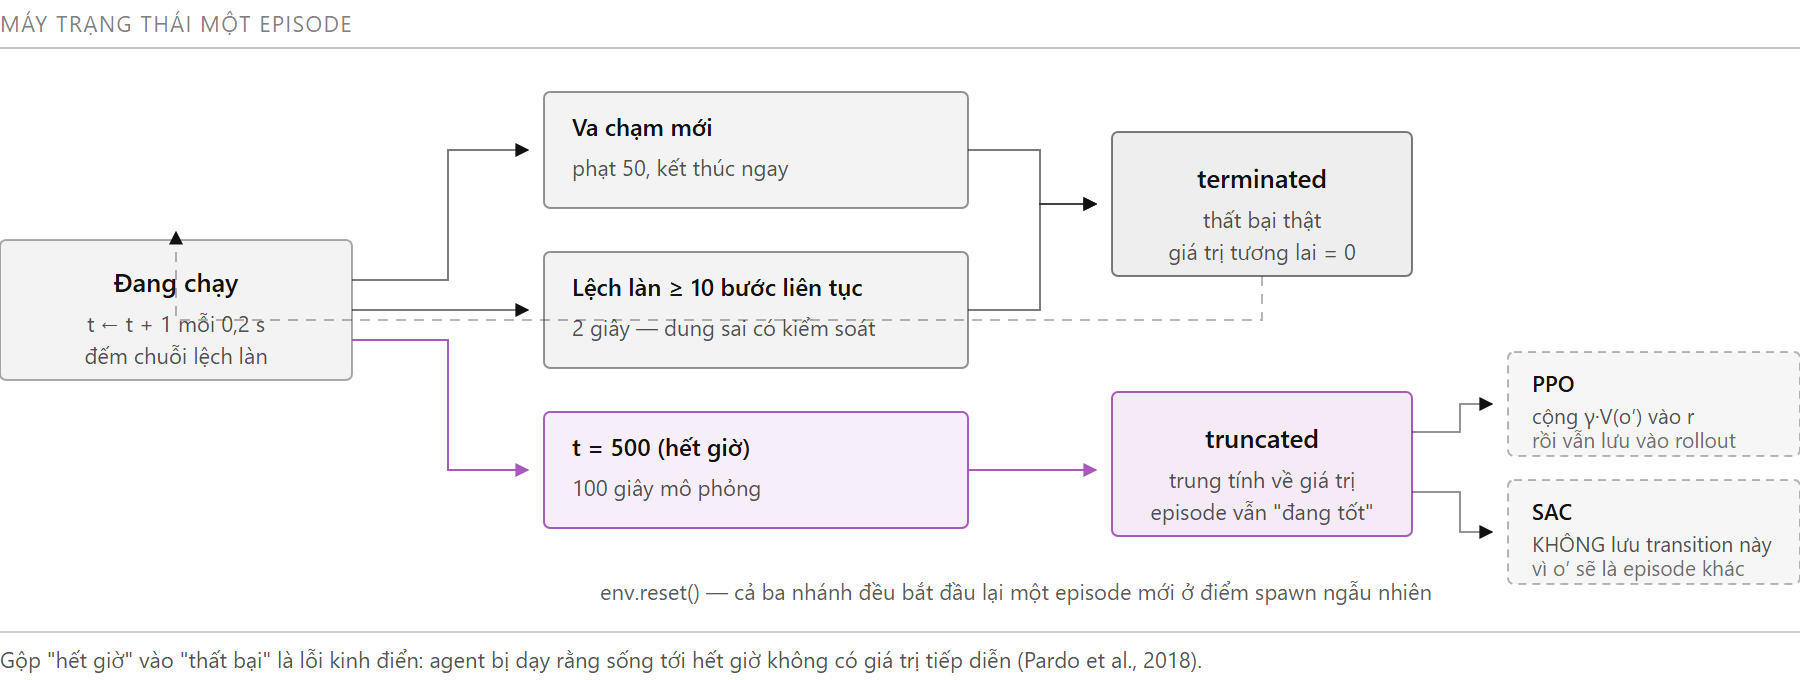 MÁY TRẠNG THÁI MỘT EPISODE
Va chạm mới
phạt 50, kết thúc ngay
terminated
thất bại thật
giá trị tương lai = 0
Đang chạy
t ← t + 1 mỗi 0,2 s
đếm chuỗi lệch làn
Lệch làn ≥ 10 bước liên tục
2 giây — dung sai có kiểm soát
t = 500 (hết giờ)
100 giây mô phỏng
truncated
trung tính về giá trị
episode vẫn "đang tốt"
PPO
cộng γ·V(o′) vào r
rồi vẫn lưu vào rollout
SAC
KHÔNG lưu transition này
vì o′ sẽ là episode khác
env.reset() — cả ba nhánh đều bắt đầu lại một episode mới ở điểm spawn ngẫu nhiên
Gộp "hết giờ" vào "thất bại" là lỗi kinh điển: agent bị dạy rằng sống tới hết giờ không có giá trị tiếp diễn (Pardo et al., 2018).